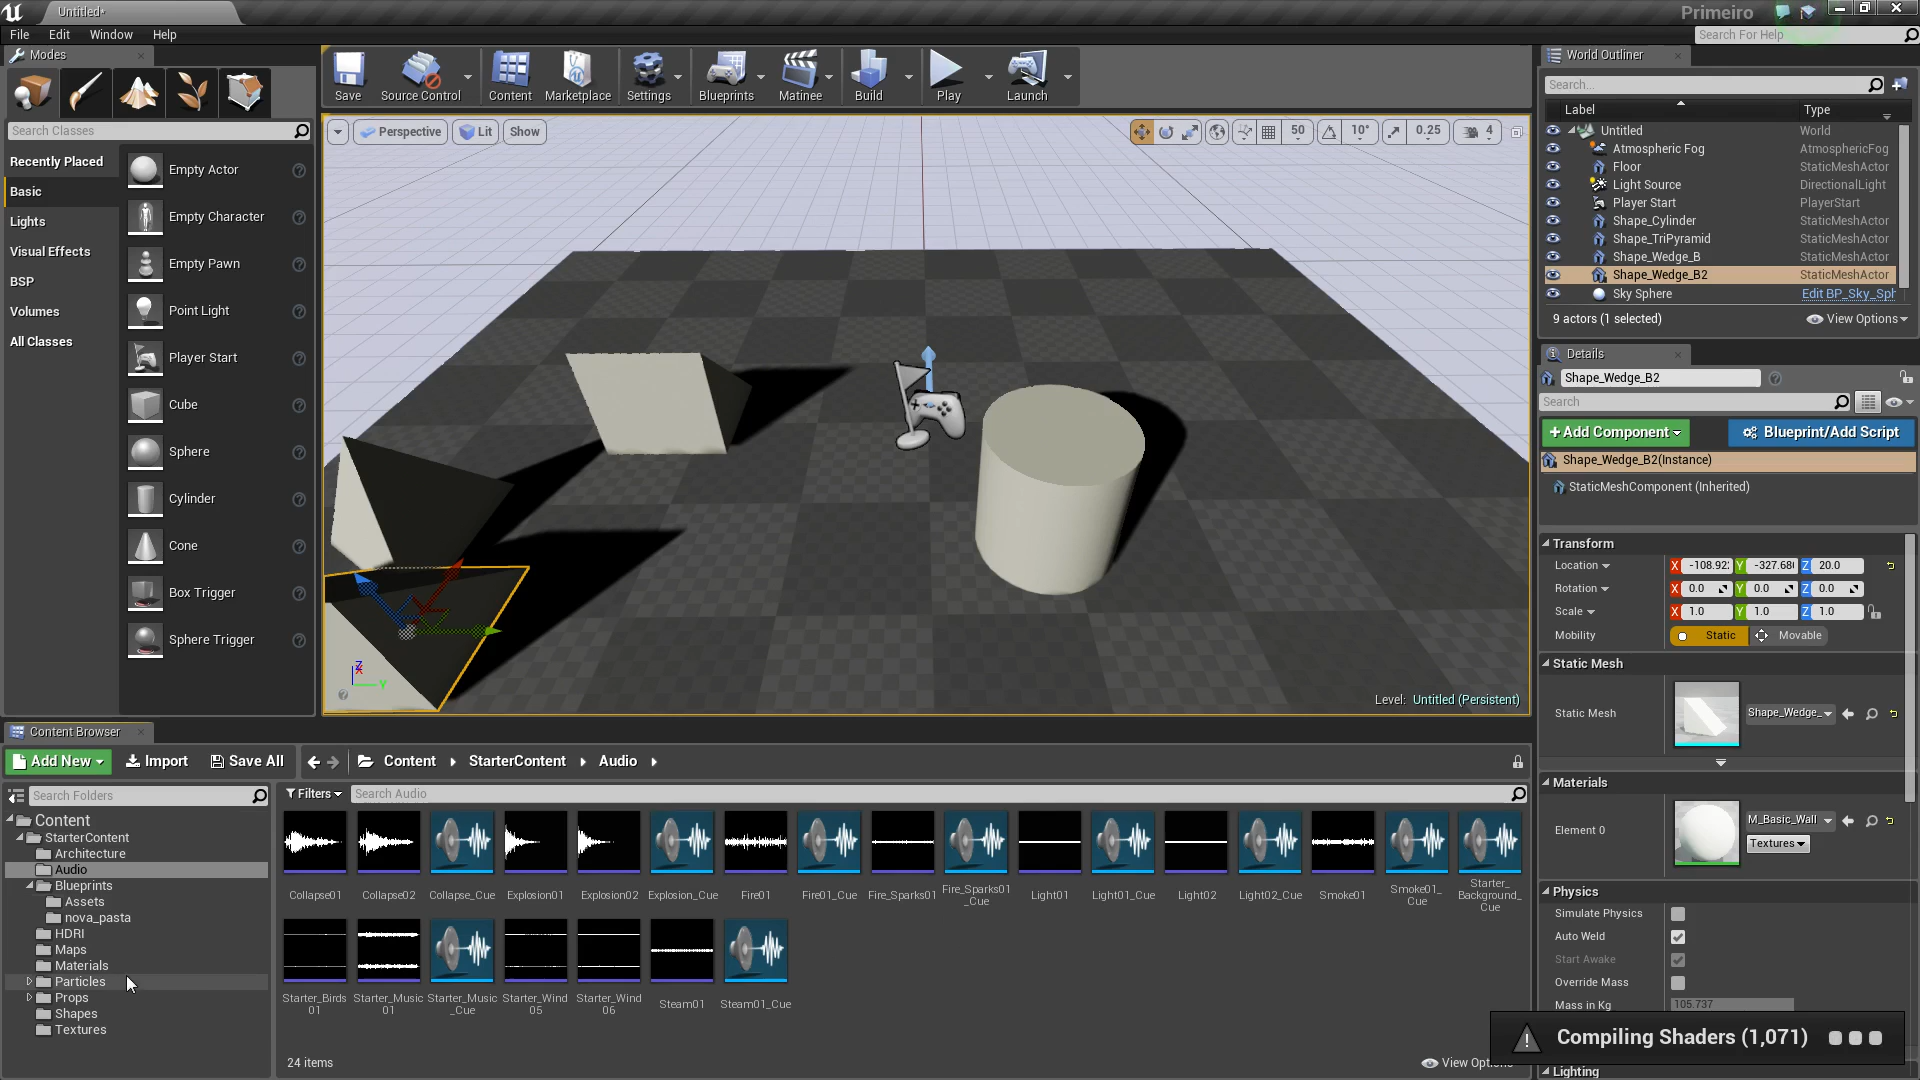 Untitled*
Primeiro
File Edit Window Help
Search For Help
Modes
Search Classes
Recently Placed
Basic
Lights
Visual Effects
BSP
Volumes
All Classes
Empty Actor
Empty Character
Empty Pawn
Point Light
Player Start
Cube
Sphere
Cylinder
Cone
Box Trigger
Sphere Trigger
Save Source Control Content Marketplace Settings Blueprints Matinee Build Play Launch
Perspective Lit Show
50 10° 0.25 4
Z
X
Y
Level: Untitled (Persistent)
World Outliner
Search...
Label Type
Untitled World
Atmospheric Fog AtmosphericFog
Floor StaticMeshActor
Light Source DirectionalLight
Player Start PlayerStart
Shape_Cylinder StaticMeshActor
Shape_TriPyramid StaticMeshActor
Shape_Wedge_B StaticMeshActor
Shape_Wedge_B2 StaticMeshActor
Sky Sphere Edit BP_Sky_Sph
9 actors (1 selected) View Options
Details
Shape_Wedge_B2
Search
+Add Component Blueprint/Add Script
Shape_Wedge_B2(Instance)
StaticMeshComponent (Inherited)
Transform
Location X -108.92 Y -327.68 Z 20.0
Rotation X 0.0 Y 0.0 Z 0.0
Scale X 1.0 Y 1.0 Z 1.0
Mobility Static Movable
Static Mesh
Static Mesh Shape_Wedge_
Materials
Element 0 M_Basic_Wall
Textures
Physics
Simulate Physics
Auto Weld
Start Awake
Override Mass
Mass in Kg 105.737
Compiling Shaders (1,071)
Lighting
Content Browser
Add New Import Save All Content StarterContent Audio
Search Folders
Content
StarterContent
Architecture
Audio
Blueprints
Assets
nova_pasta
HDRI
Maps
Materials
Particles
Props
Shapes
Textures
Filters Search Audio
Collapse01 Collapse02 Collapse_Cue Explosion01 Explosion02 Explosion_Cue Fire01 Fire01_Cue Fire_Sparks01 Fire_Sparks01_Cue Light01 Light01_Cue Light02 Light02_Cue Smoke01 Smoke01_Cue Starter_Background_Cue
Starter_Birds01 Starter_Music01 Starter_Music_Cue Starter_Wind05 Starter_Wind06 Steam01 Steam01_Cue
24 items
View Opti